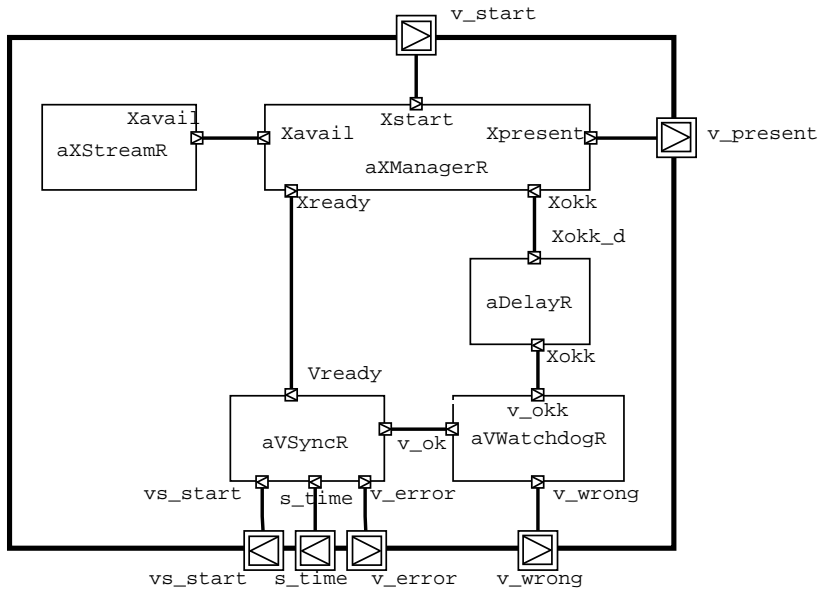 v_start
Xavail
Xstart
Xavail
Xpresent
v_present
aXStreamR
aXManagerR
Xready
Xokk
Xokk_d
aDelayR
Xokk
Vready
v_okk
aVSyncR
v_ok
aVWatchdogR
vs_start
s_time
v_error
v_wrong
vs_start
s_time
v_error
v_wrong